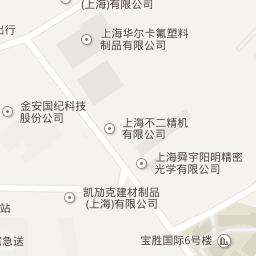 (上海)有限公司
出行
上海华尔卡氟塑料
制品有限公司
金安国纪科技
股份公司
上海不二精机
有限公司
上海舜宇阳明精密
光学有限公司
凯劢克建材制品
(上海)有限公司
站
宝胜国际6号楼
急送